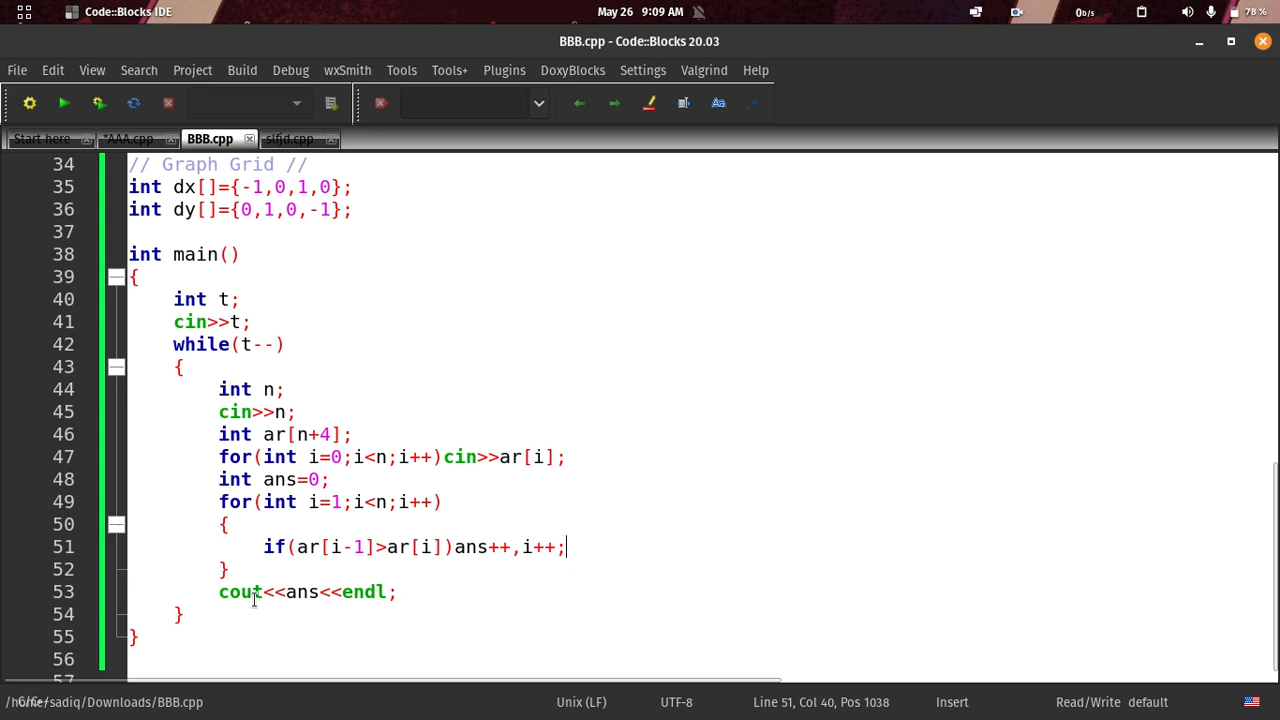 Code::Blocks IDE
May 26 9:09 AM
0b/s
78 %
BBB.cpp - Code::Blocks 20.03
File Edit View Search Project Build Debug wxSmith Tools Tools+ Plugins DoxyBlocks Settings Valgrind Help
Start here *AAA.cpp BBB.cpp slfjd.cpp
34 // Graph Grid //
35 int dx[]={-1,0,1,0};
36 int dy[]={0,1,0,-1};
37
38 int main()
39 {
40 int t;
41 cin>>t;
42 while(t--)
43 {
44 int n;
45 cin>>n;
46 int ar[n+4];
47 for(int i=0;i<n;i++)cin>>ar[i];
48 int ans=0;
49 for(int i=1;i<n;i++)
50 {
51 if(ar[i-1]>ar[i])ans++,i++;
52 }
53 cout<<ans<<endl;
54 }
55 }
56
57
/home/sadiq/Downloads/BBB.cpp C/C++ Unix (LF) UTF-8 Line 51, Col 40, Pos 1038 Insert Read/Write default